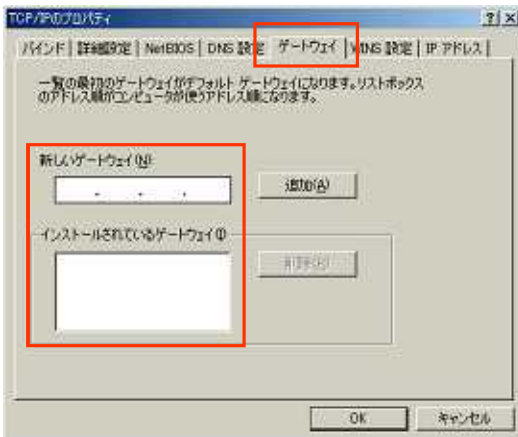 TCP/IPのプロパティ
バインド 詳細設定 NetBIOS DNS 設定 ゲートウェイ WINS 設定 IP アドレス
一覧の最初のゲートウェイがデフォルト ゲートウェイになります。リストボックス
のアドレス順がコンピュータが使うアドレス順になります。
新しいゲートウェイ(N):
追加(A)
インストールされているゲートウェイ(I)
削除(R)
OK キャンセル